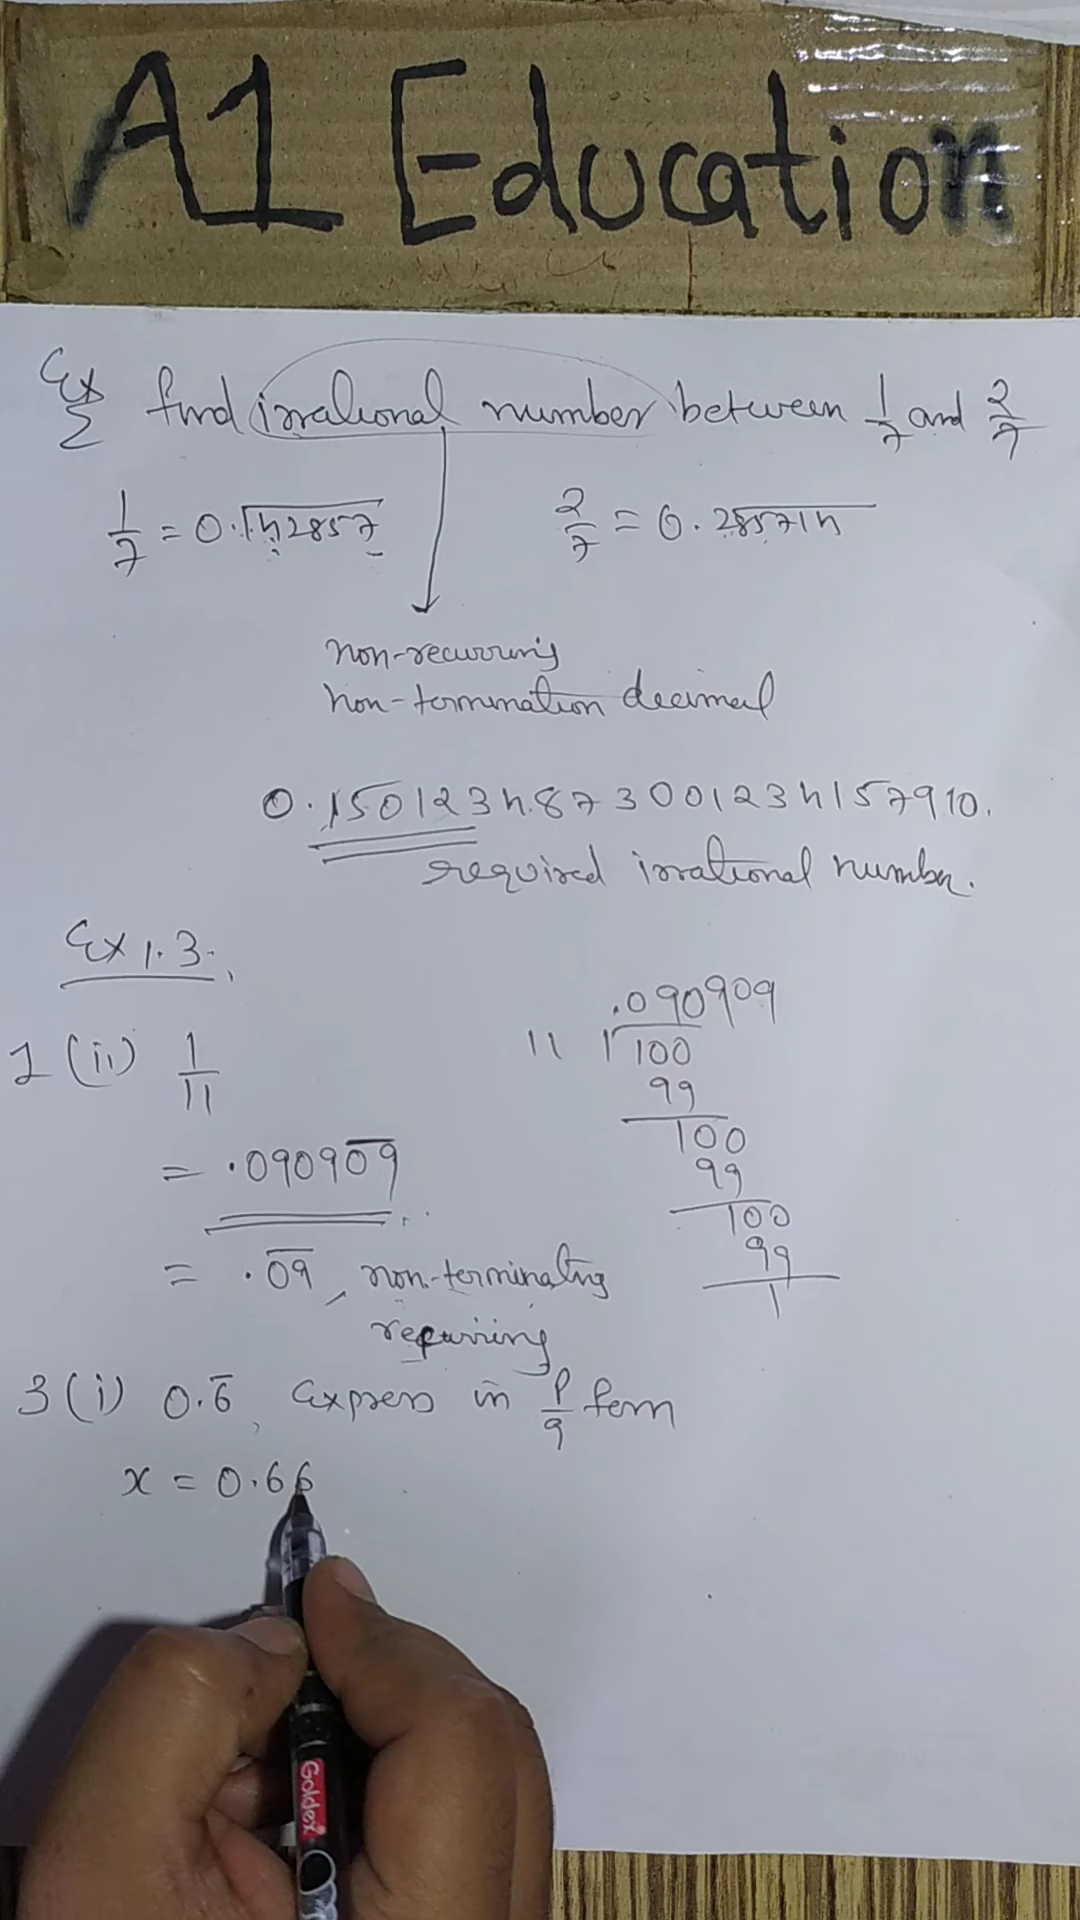 A1 Education
Ex find irrational number between 1/7 and 2/7
1/7 = 0.142857 2/7 = 0.285714
non-recurring
non-termination decimal
0.1501234873001234157910.
required irrational number.
Ex 1.3.
.090909
1 (ii) 1/11 11 100
99
100
= .090909 99
100
99
= .09, non-terminating 1
recurring
3 (i) 0.6̄, Express in p/q form
x = 0.66
Goldex